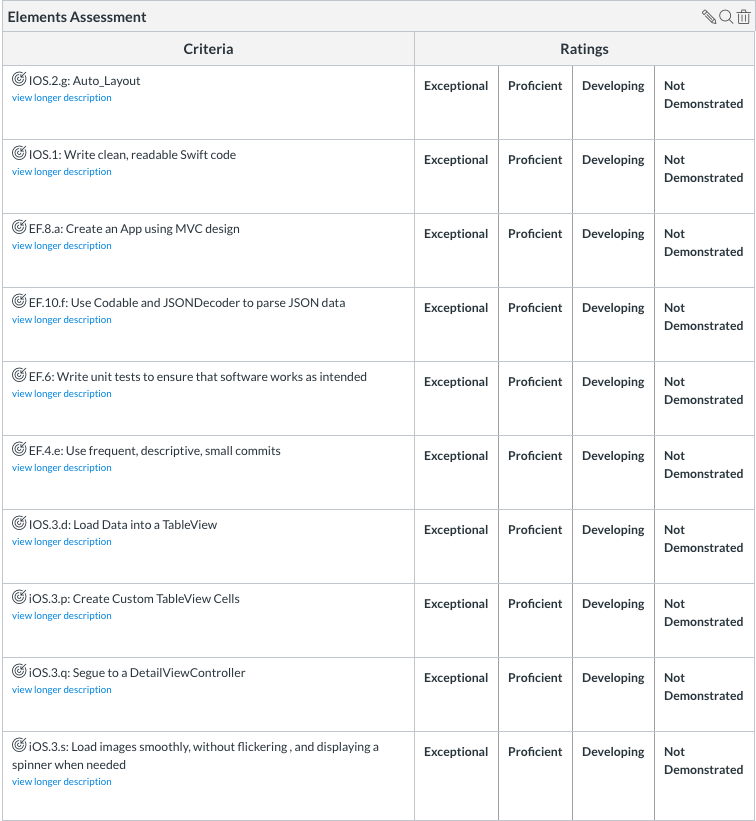 Elements Assessment
Criteria
Ratings
IOS.2.g: Auto_Layout
view longer description
Exceptional
Proficient
Developing
Not
Demonstrated
IOS.1: Write clean, readable Swift code
view longer description
Exceptional
Proficient
Developing
Not
Demonstrated
EF.8.a: Create an App using MVC design
view longer description
Exceptional
Proficient
Developing
Not
Demonstrated
EF.10.f: Use Codable and JSONDecoder to parse JSON data
view longer description
Exceptional
Proficient
Developing
Not
Demonstrated
EF.6: Write unit tests to ensure that software works as intended
view longer description
Exceptional
Proficient
Developing
Not
Demonstrated
EF.4.e: Use frequent, descriptive, small commits
view longer description
Exceptional
Proficient
Developing
Not
Demonstrated
IOS.3.d: Load Data into a TableView
view longer description
Exceptional
Proficient
Developing
Not
Demonstrated
iOS.3.p: Create Custom TableView Cells
view longer description
Exceptional
Proficient
Developing
Not
Demonstrated
iOS.3.q: Segue to a DetailViewController
view longer description
Exceptional
Proficient
Developing
Not
Demonstrated
iOS.3.s: Load images smoothly, without flickering , and displaying a
spinner when needed
view longer description
Exceptional
Proficient
Developing
Not
Demonstrated